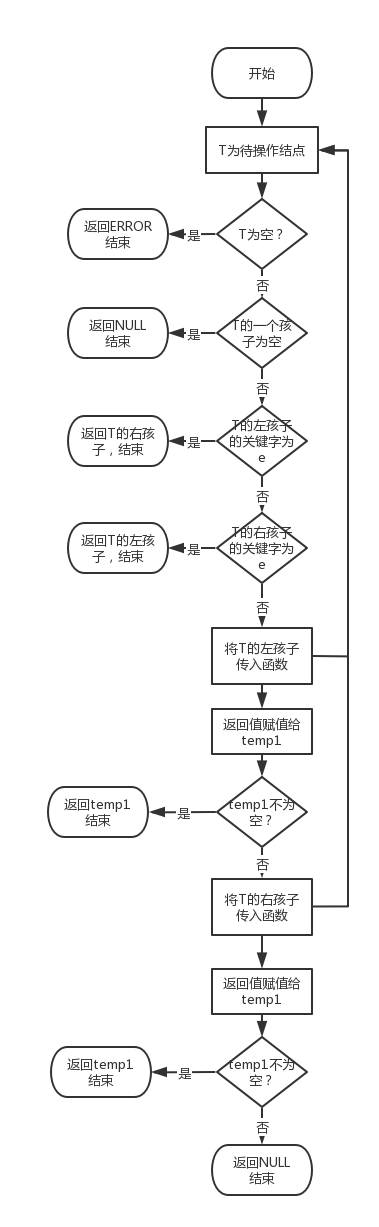 开始
T为待操作结点
T为空？
是
返回ERROR
结束
否
T的一个孩
子为空
是
返回NULL
结束
否
T的左孩子
的关键字为
e
是
返回T的右孩
子，结束
否
T的右孩子
的关键字为
e
是
返回T的左孩
子，结束
否
将T的左孩子
传入函数
返回值赋值给
temp1
temp1不为
空？
是
返回temp1
结束
否
将T的右孩子
传入函数
返回值赋值给
temp1
temp1不为
空？
是
返回temp1
结束
否
返回NULL
结束